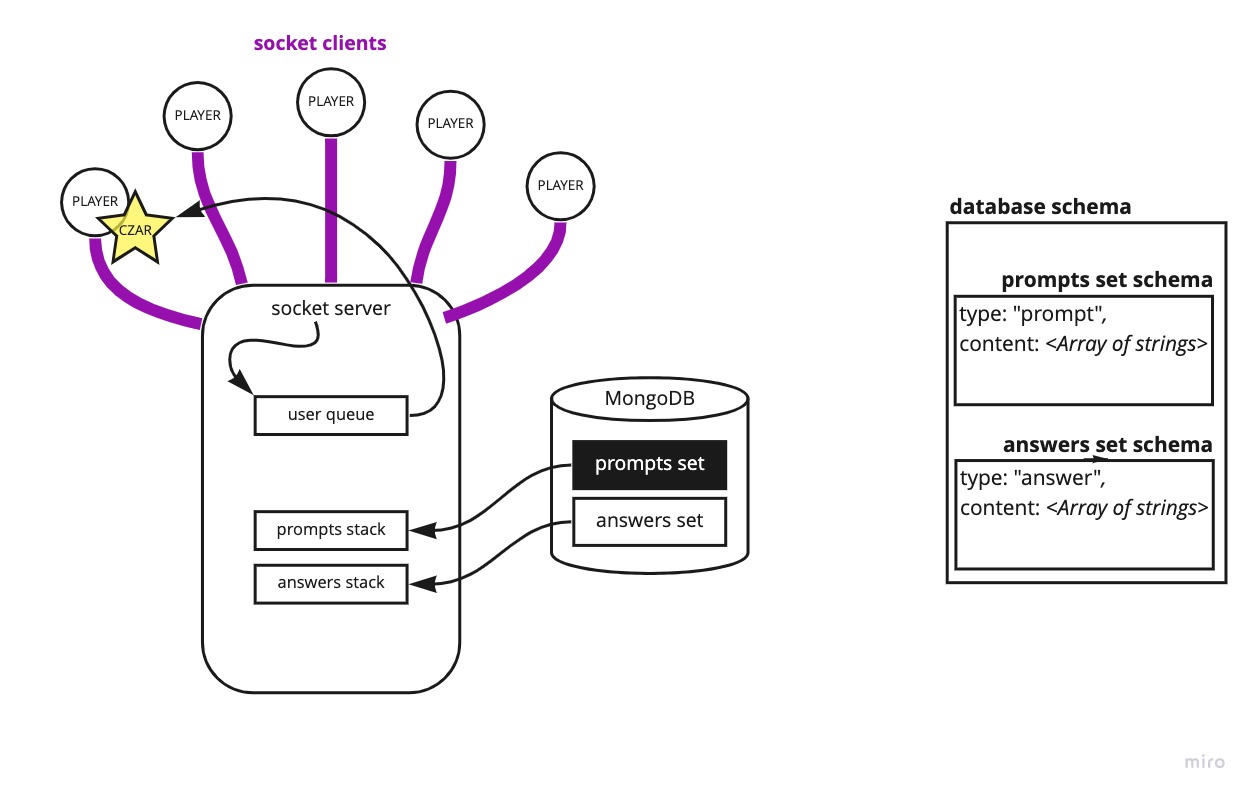 socket clients
PLAYER
PLAYER
PLAYER
PLAYER
PLAYER
CZAR
socket server
user queue
prompts stack
answers stack
MongoDB
prompts set
answers set
database schema
prompts set schema
type: "prompt",
content: <Array of strings>
answers set schema
type: "answer",
content: <Array of strings>
miro